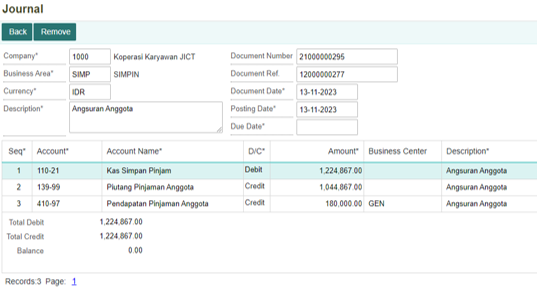 Journal
Back Remove
Company* 1000 Koperasi Karyawan JICT Document Number 21000000295
Business Area* SIMP SIMPIN Document Ref. 12000000277
Currency* IDR Document Date* 13-11-2023
Description* Angsuran Anggota Posting Date* 13-11-2023
Due Date*
Seq* Account* Account Name* D/C* Amount* Business Center Description*
1 110-21 Kas Simpan Pinjam Debit 1,224,867.00 Angsuran Anggota
2 139-99 Piutang Pinjaman Anggota Credit 1,044,867.00 Angsuran Anggota
3 410-97 Pendapatan Pinjaman Anggota Credit 180,000.00 GEN Angsuran Anggota
Total Debit 1,224,867.00
Total Credit 1,224,867.00
Balance 0.00
Records:3 Page: 1